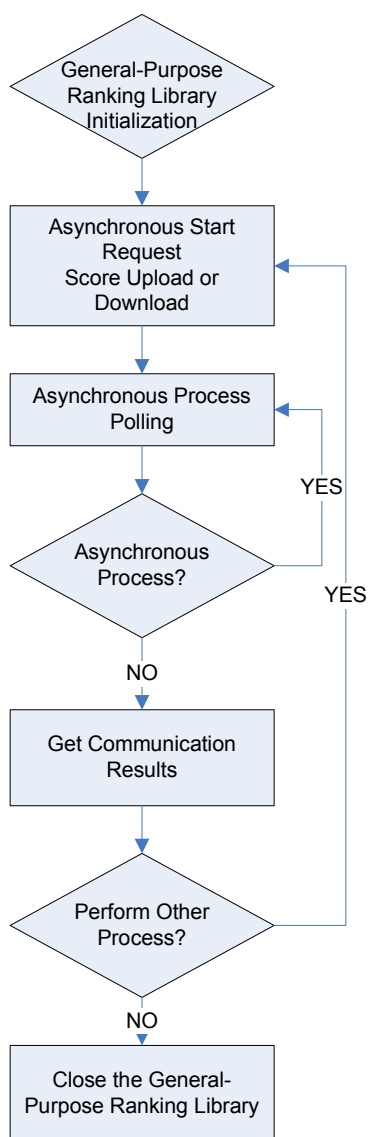 General-Purpose
Ranking Library
Initialization
Asynchronous Start
Request
Score Upload or
Download
Asynchronous Process
Polling
YES
Asynchronous
Process?
YES
NO
Get Communication
Results
Perform Other
Process?
NO
Close the General-
Purpose Ranking Library